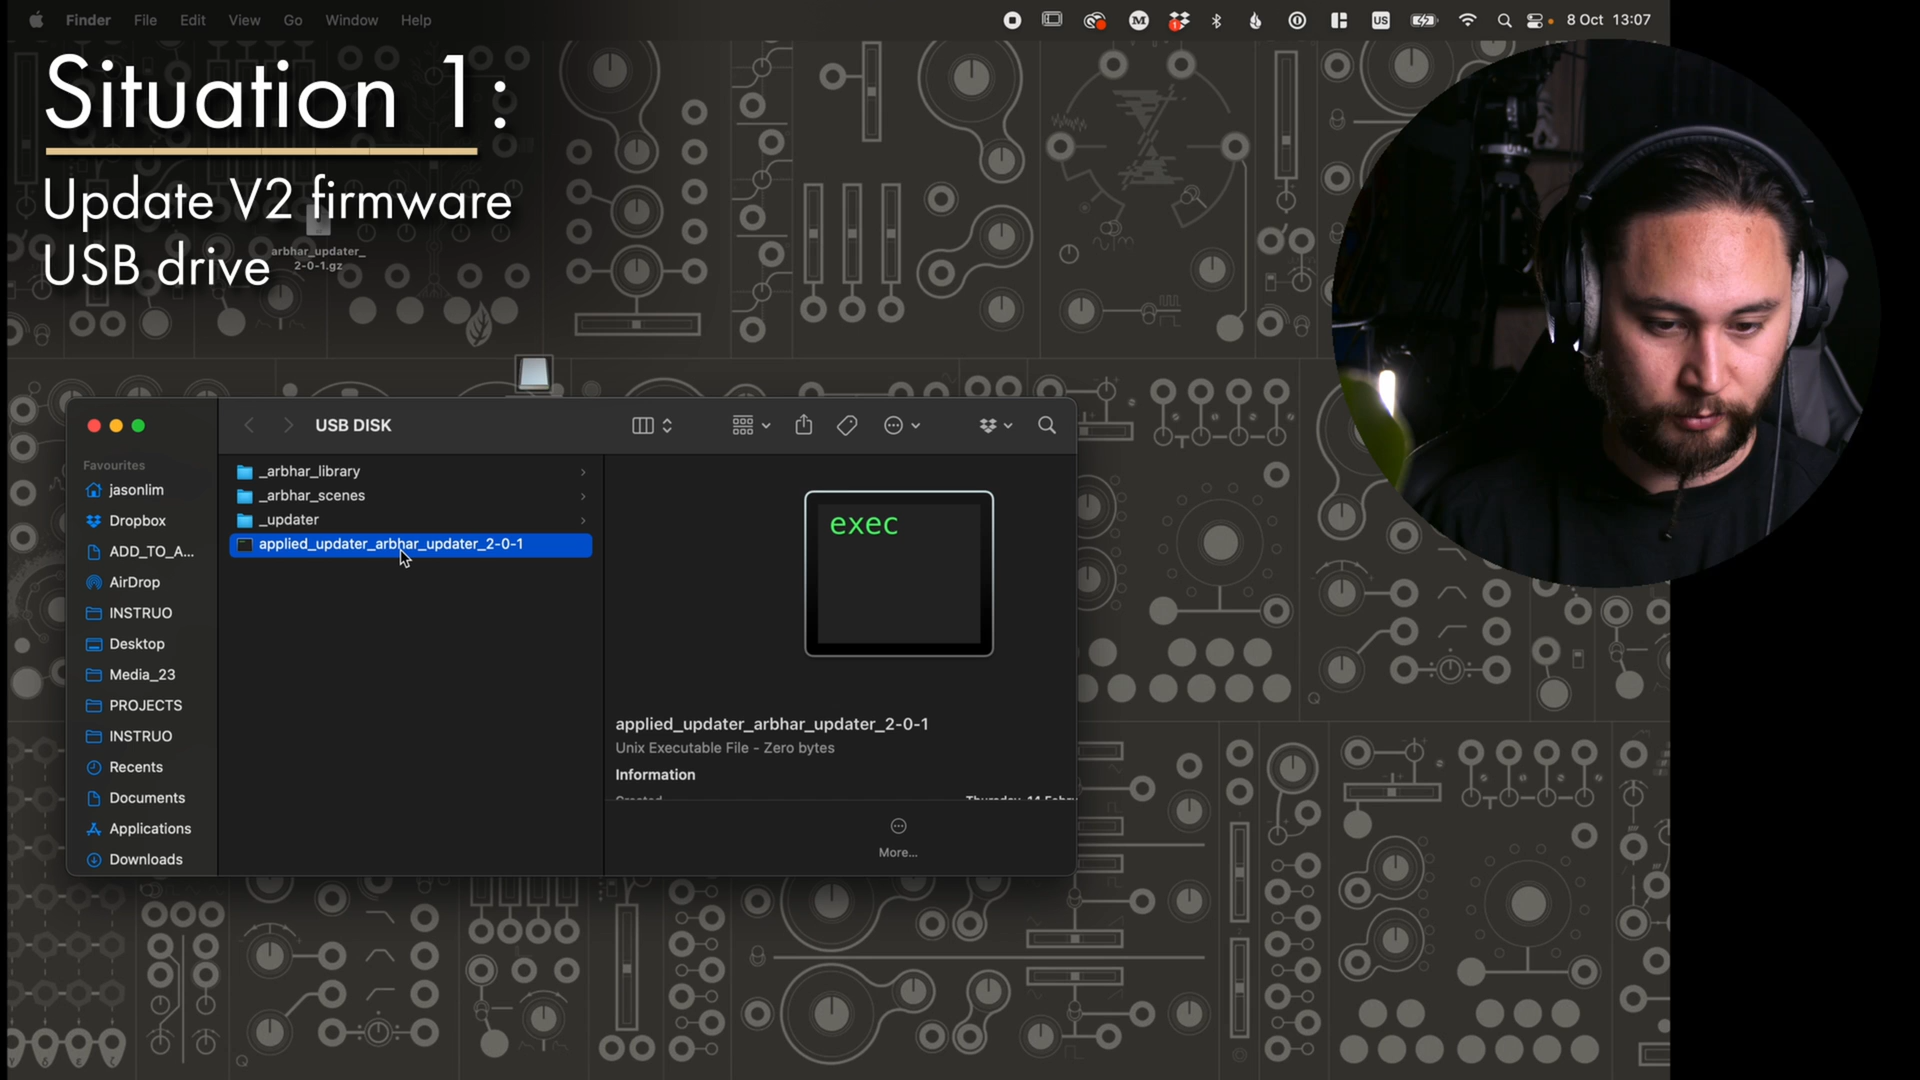 Finder File Edit View Go Window Help
US
8 Oct 13:07
Situation 1:
Update V2 firmware
USB drive
arbhar_updater_
2-0-1.gz
USB DISK
Favourites
jasonlim
Dropbox
ADD_TO_A...
AirDrop
INSTRUO
Desktop
Media_23
PROJECTS
INSTRUO
Recents
Documents
Applications
Downloads
_arbhar_library
_arbhar_scenes
_updater
applied_updater_arbhar_updater_2-0-1
exec
applied_updater_arbhar_updater_2-0-1
Unix Executable File - Zero bytes
Information
More...